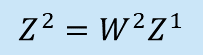 Z² = W²Z¹